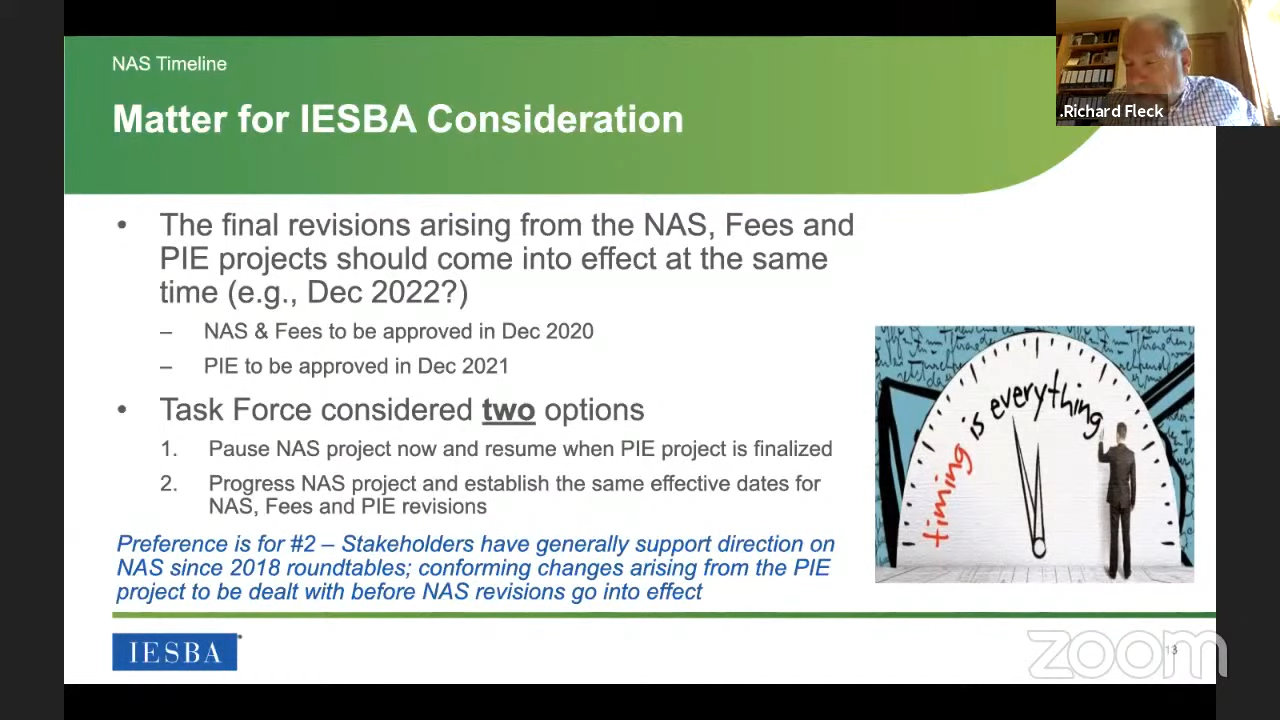 NAS Timeline
Matter for IESBA Consideration
.Richard Fleck
• The final revisions arising from the NAS, Fees and
PIE projects should come into effect at the same
time (e.g., Dec 2022?)
– NAS & Fees to be approved in Dec 2020
– PIE to be approved in Dec 2021
• Task Force considered two options
1. Pause NAS project now and resume when PIE project is finalized
2. Progress NAS project and establish the same effective dates for
NAS, Fees and PIE revisions
Preference is for #2 – Stakeholders have generally support direction on
NAS since 2018 roundtables; conforming changes arising from the PIE
project to be dealt with before NAS revisions go into effect
timing is everything
IESBA
zoom
13